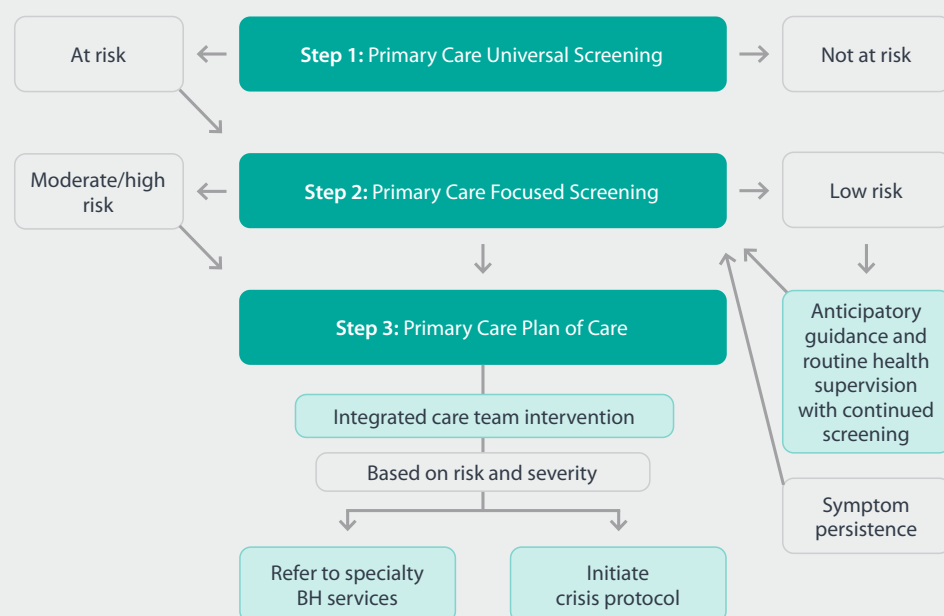 At risk
Step 1: Primary Care Universal Screening
Not at risk
Moderate/high
risk
Step 2: Primary Care Focused Screening
Low risk
Step 3: Primary Care Plan of Care
Anticipatory
guidance and
routine health
supervision
with continued
screening
Integrated care team intervention
Based on risk and severity
Symptom
persistence
Refer to specialty
BH services
Initiate
crisis protocol